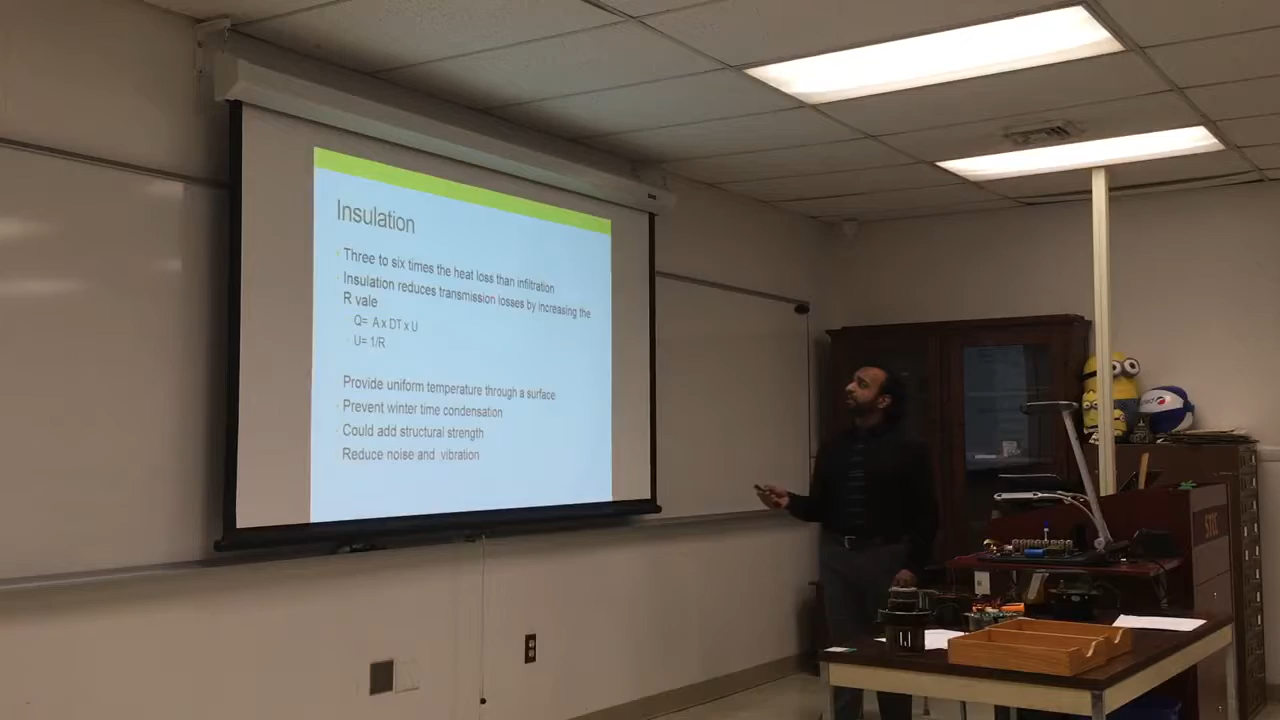 Insulation
Three to six times the heat loss than infiltration
Insulation reduces transmission losses by increasing the
R vale
Q= A x DT x U
U= 1/R
Provide uniform temperature through a surface
Prevent winter time condensation
Could add structural strength
Reduce noise and vibration
STCC